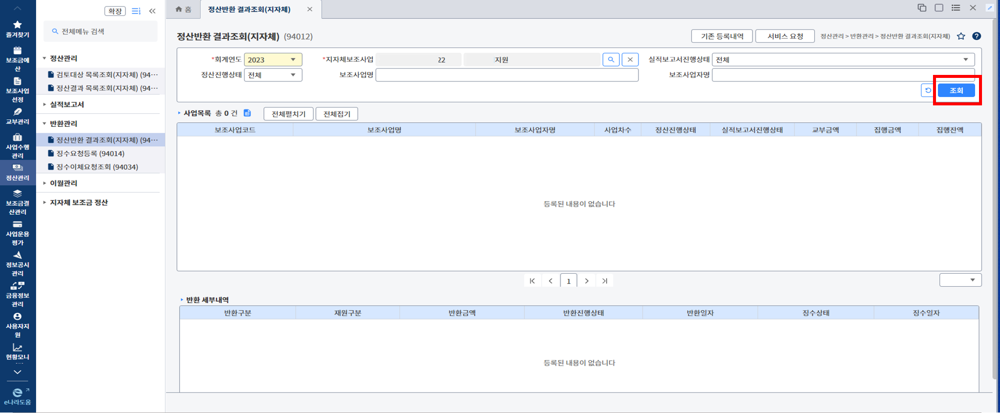 즐겨찾기
보조금예
산
보조사업
선정
교부관리
사업수행
관리
정산관리
보조금결
산관리
사업운용
평가
정보공시
관리
금융정보
관리
사용자지
원
현황모니
e나라도움
확장
전체메뉴 검색
정산관리
검토대상 목록조회(지자체) (94···
정산결과 목록조회(지자체) (94···
실적보고서
반환관리
정산반환 결과조회(지자체) (94···
징수요청등록 (94014)
징수이체요청조회 (94034)
이월관리
지자체 보조금 정산
홈
정산반환 결과조회(지자체)
정산반환 결과조회(지자체) (94012)
기존 등록내역
서비스 요청
정산관리 > 반환관리 > 정산반환 결과조회(지자체)
*회계연도 2023
*지자체보조사업 22 지원
실적보고서진행상태 전체
정산진행상태 전체
보조사업명
보조사업자명
조회
사업목록 총 0 건
전체펼치기
전체접기
보조사업코드 보조사업명 보조사업자명 사업차수 정산진행상태 실적보고서진행상태 교부금액 집행금액 집행잔액
등록된 내용이 없습니다
1
반환 세부내역
반환구분 재원구분 반환금액 반환진행상태 반환일자 징수상태 징수일자
등록된 내용이 없습니다